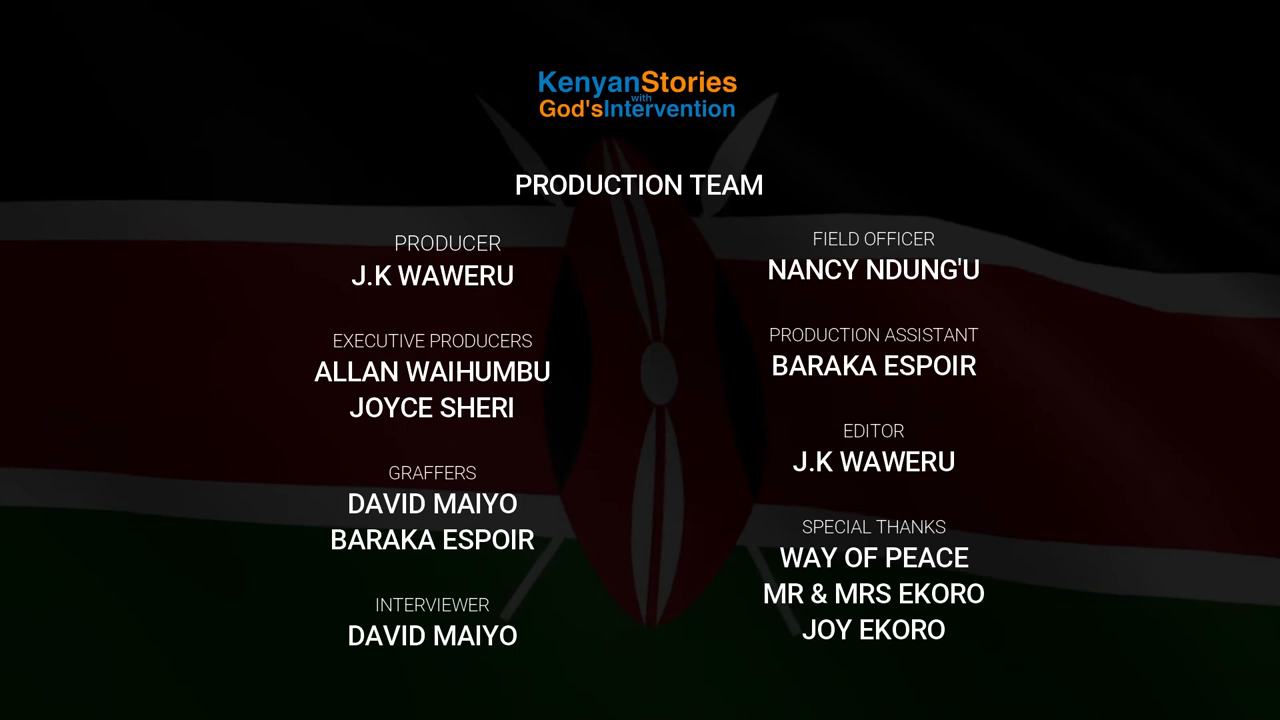 KenyanStories
with
God'sIntervention
PRODUCTION TEAM
PRODUCER
J.K WAWERU
EXECUTIVE PRODUCERS
ALLAN WAIHUMBU
JOYCE SHERI
GRAFFERS
DAVID MAIYO
BARAKA ESPOIR
INTERVIEWER
DAVID MAIYO
FIELD OFFICER
NANCY NDUNG'U
PRODUCTION ASSISTANT
BARAKA ESPOIR
EDITOR
J.K WAWERU
SPECIAL THANKS
WAY OF PEACE
MR & MRS EKORO
JOY EKORO